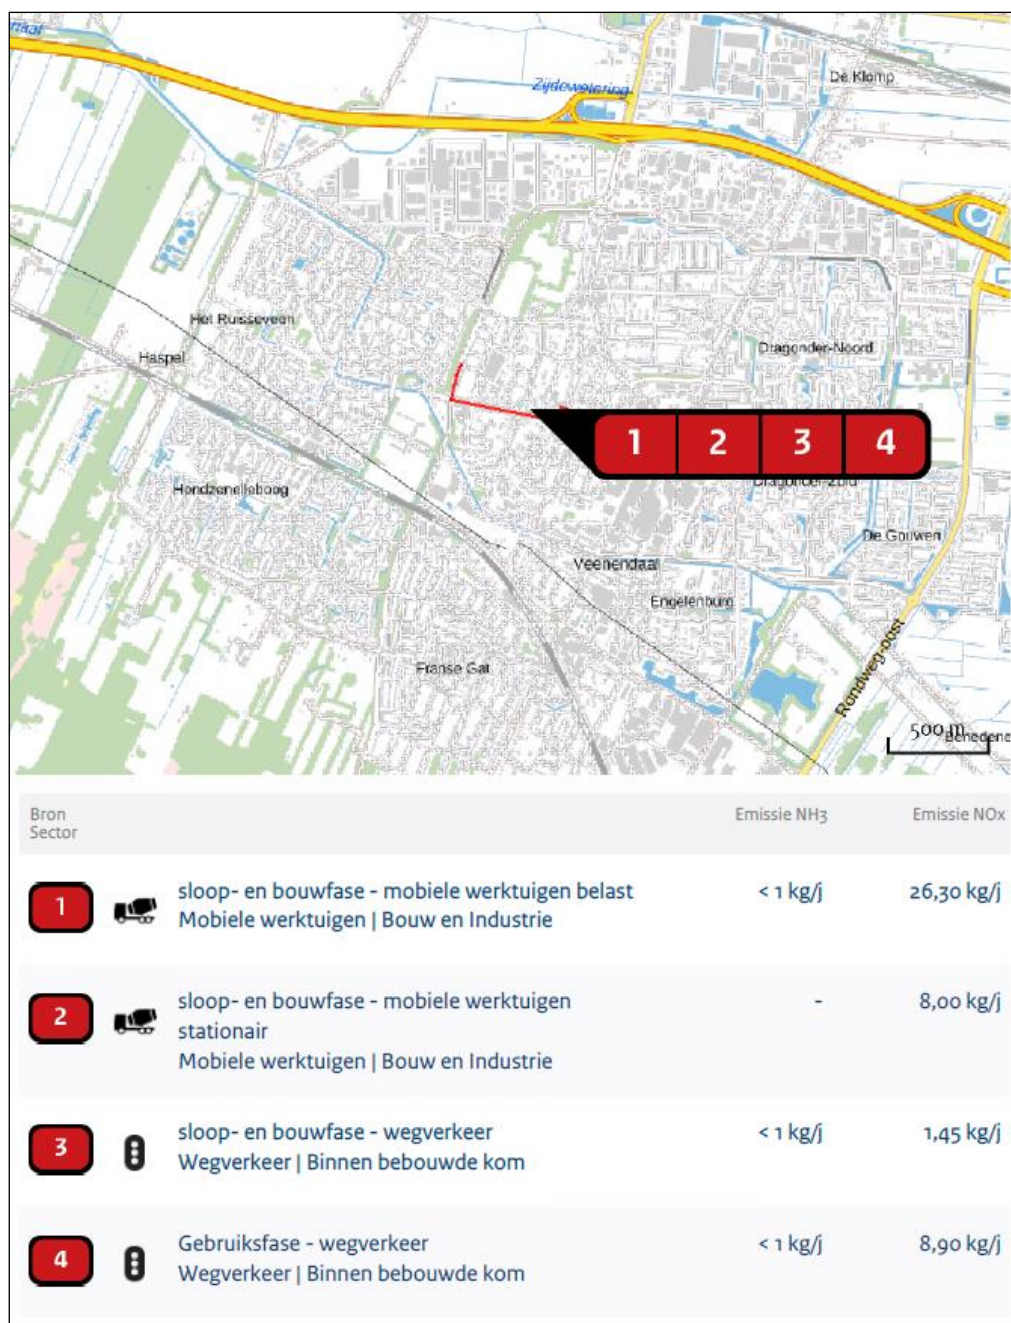 Zijdewetering
De Klomp
Het Ruisseveen
Haspel
Dragonder-Noord
1 2 3 4
Dragonder-Zuid
Hondzenelleboog
De Gouwen
Veenendaal
Engelenburg
Franse Gat
Rondweg-oost
500 m
Bron
Sector
Emissie NH3 Emissie NOx
1 sloop- en bouwfase - mobiele werktuigen belast < 1 kg/j 26,30 kg/j
Mobiele werktuigen | Bouw en Industrie
2 sloop- en bouwfase - mobiele werktuigen - 8,00 kg/j
stationair
Mobiele werktuigen | Bouw en Industrie
3 sloop- en bouwfase - wegverkeer < 1 kg/j 1,45 kg/j
Wegverkeer | Binnen bebouwde kom
4 Gebruiksfase - wegverkeer < 1 kg/j 8,90 kg/j
Wegverkeer | Binnen bebouwde kom